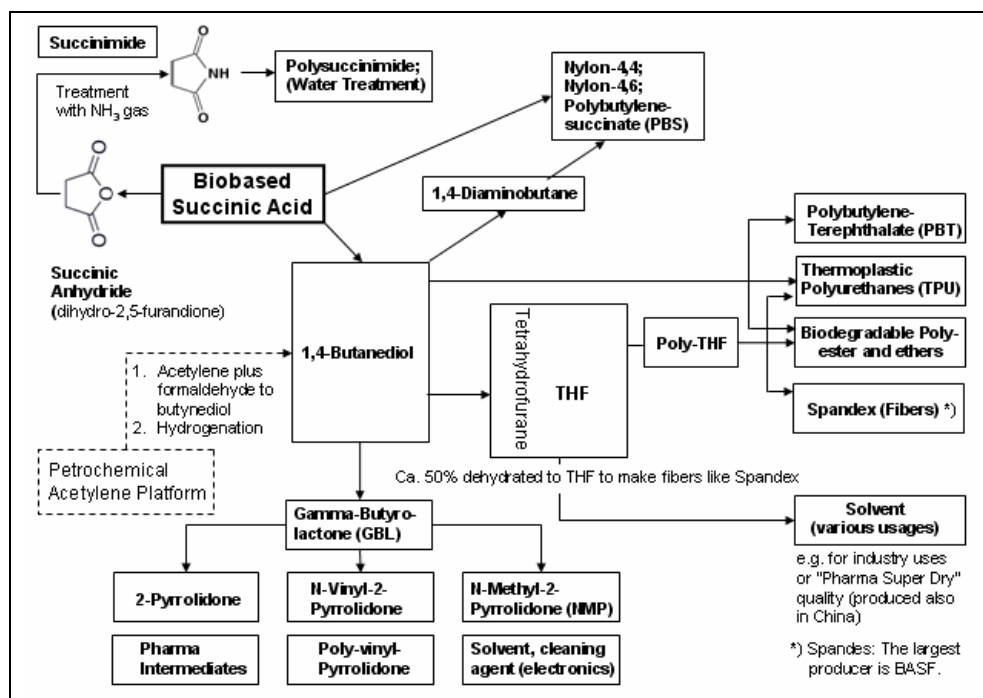 Succinimide
O
NH
O
Polysuccinimide;
(Water Treatment)
Treatment
with NH₃ gas
Nylon-4,4;
Nylon-4,6;
Polybutylene-
succinate (PBS)
O
O
O
Biobased
Succinic Acid
1,4-Diaminobutane
Succinic
Anhydride
(dihydro-2,5-furandione)
Polybutylene-
Terephthalate (PBT)
Thermoplastic
Polyurethanes (TPU)
1,4-Butanediol
Tetrahydrofurane
THF
Poly-THF
Biodegradable Poly-
ester and ethers
Spandex (Fibers) *)
1. Acetylene plus
formaldehyde to
butynediol
2. Hydrogenation
Petrochemical
Acetylene Platform
Ca. 50% dehydrated to THF to make fibers like Spandex
Gamma-Butyro-
lactone (GBL)
Solvent
(various usages)
e.g. for industry uses
or "Pharma Super Dry"
quality (produced also
in China)
2-Pyrrolidone
N-Vinyl-2-
Pyrrolidone
N-Methyl-2-
Pyrrolidone (NMP)
Pharma
Intermediates
Poly-vinyl-
Pyrrolidone
Solvent, cleaning
agent (electronics)
*) Spandes: The largest
producer is BASF.